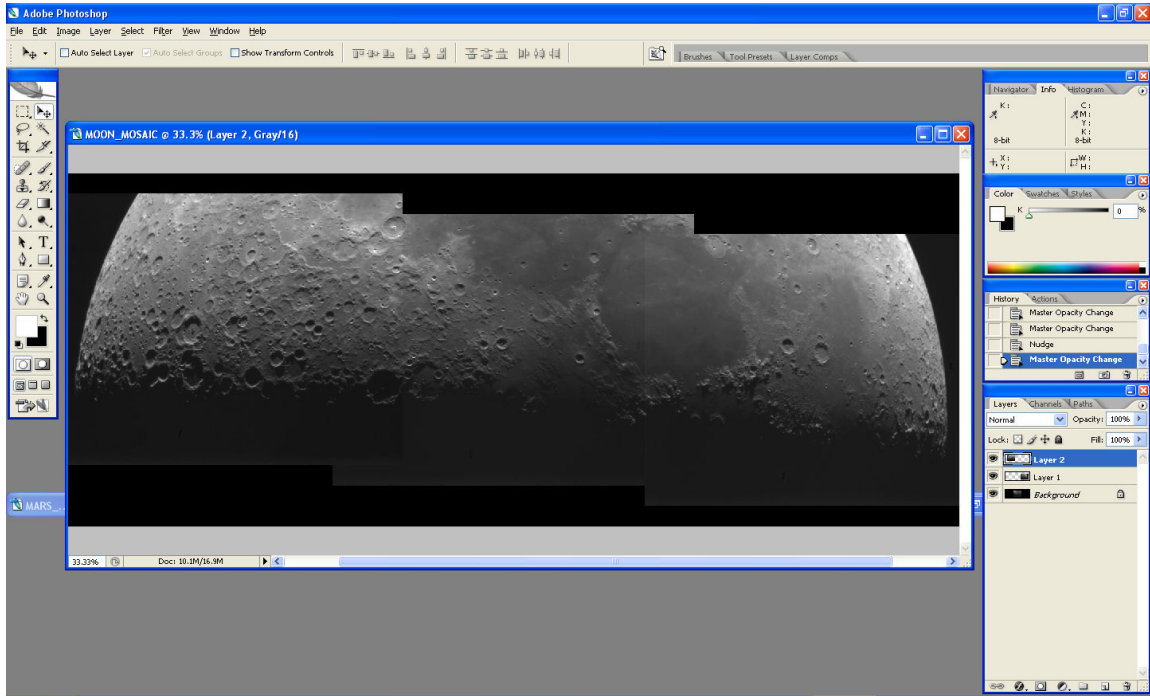 Adobe Photoshop
File Edit Image Layer Select Filter View Window Help
Auto Select Layer Auto Select Groups Show Transform Controls
Brushes Tool Presets Layer Comps
Navigator Info Histogram
K: C:
M:
Y:
K:
8-bit 8-bit
X: W:
Y: H:
MOON_MOSAIC @ 33.3% (Layer 2, Gray/16)
Color Swatches Styles
K 0 %
History Actions
Master Opacity Change
Master Opacity Change
Nudge
Master Opacity Change
Layers Channels Paths
Normal Opacity: 100%
Lock: Fill: 100%
Layer 2
Layer 1
Background
MARS_...
33.33% Doc: 10.1M/16.9M
T